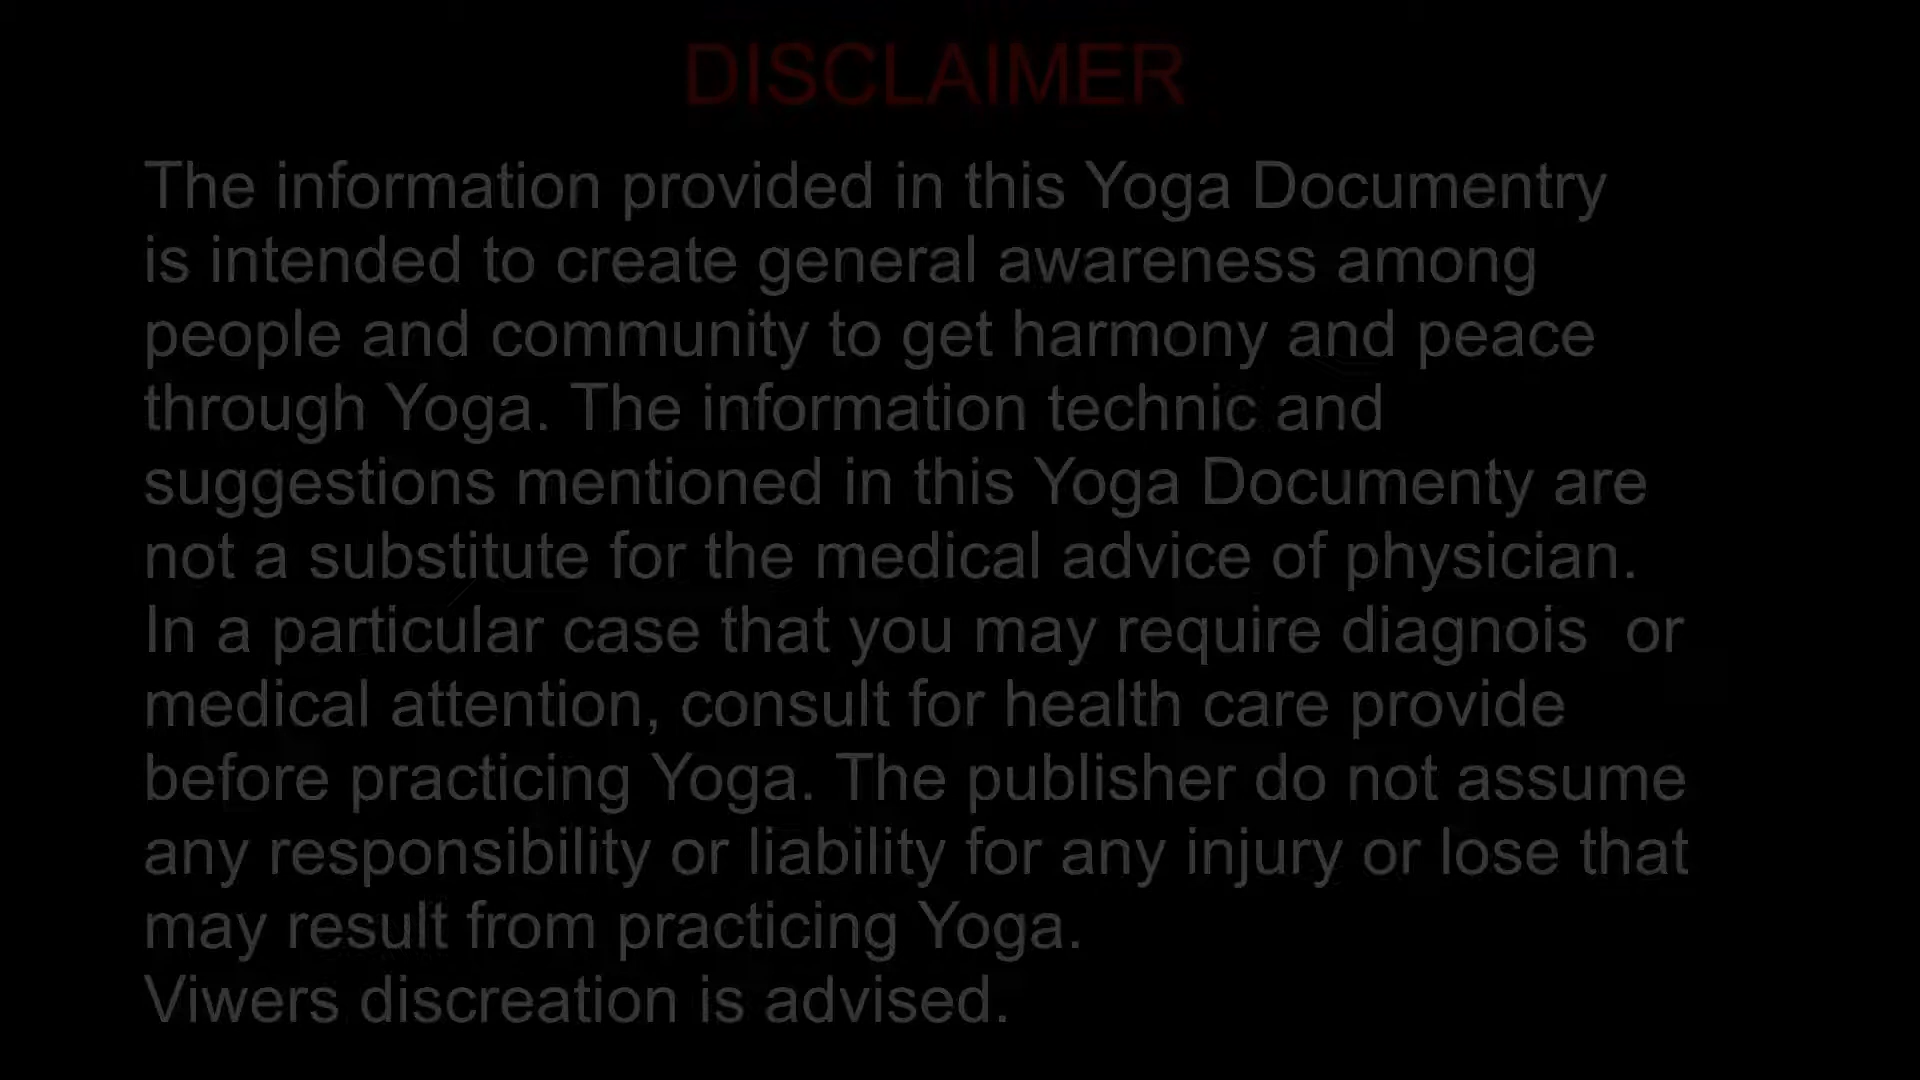 DISCLAIMER
The information provided in this Yoga Documentry
is intended to create general awareness among
people and community to get harmony and peace
through Yoga. The information technic and
suggestions mentioned in this Yoga Documenty are
not a substitute for the medical advice of physician.
In a particular case that you may require diagnois  or
medical attention, consult for health care provide
before practicing Yoga. The publisher do not assume
any responsibility or liability for any injury or lose that
may result from practicing Yoga.
Viwers discreation is advised.